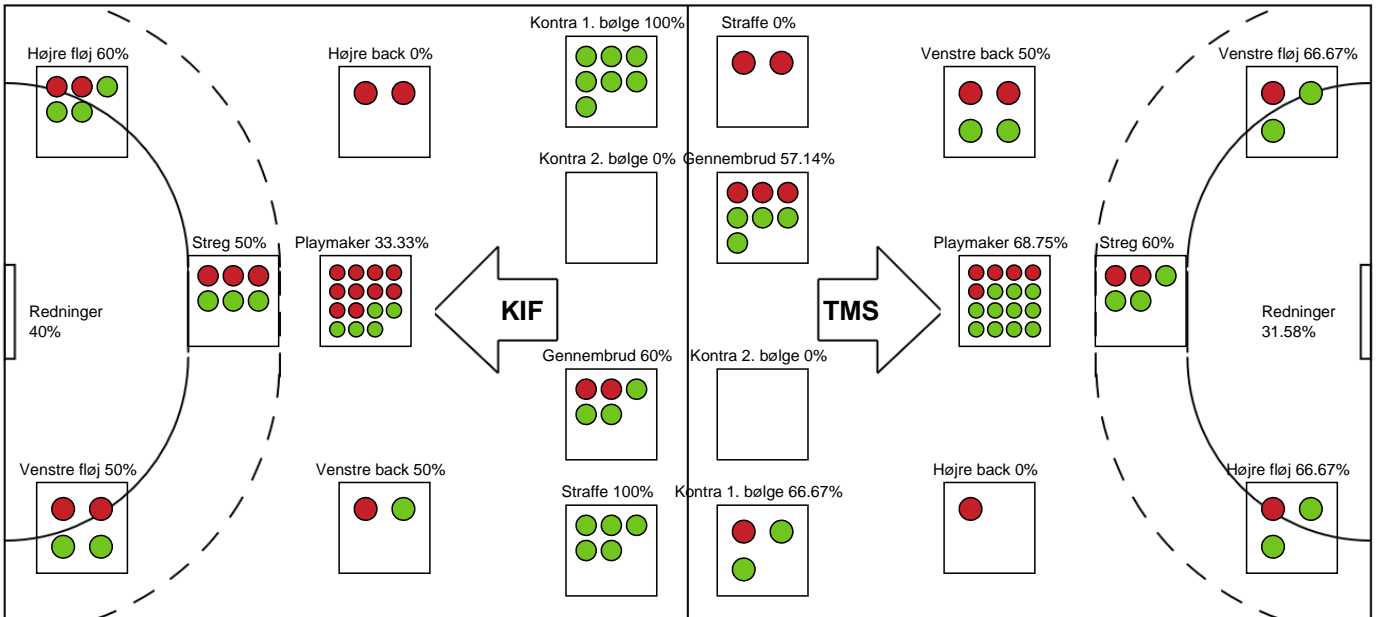 Kontra 1. bølge 100%
Straffe 0%
Højre fløj 60%
Højre back 0%
Venstre back 50%
Venstre fløj 66.67%
Kontra 2. bølge 0%
Gennembrud 57.14%
Streg 50%
Playmaker 33.33%
Playmaker 68.75%
Streg 60%
Redninger
40%
KIF
TMS
Redninger
31.58%
Gennembrud 60%
Kontra 2. bølge 0%
Venstre fløj 50%
Venstre back 50%
Højre back 0%
Højre fløj 66.67%
Straffe 100%
Kontra 1. bølge 66.67%